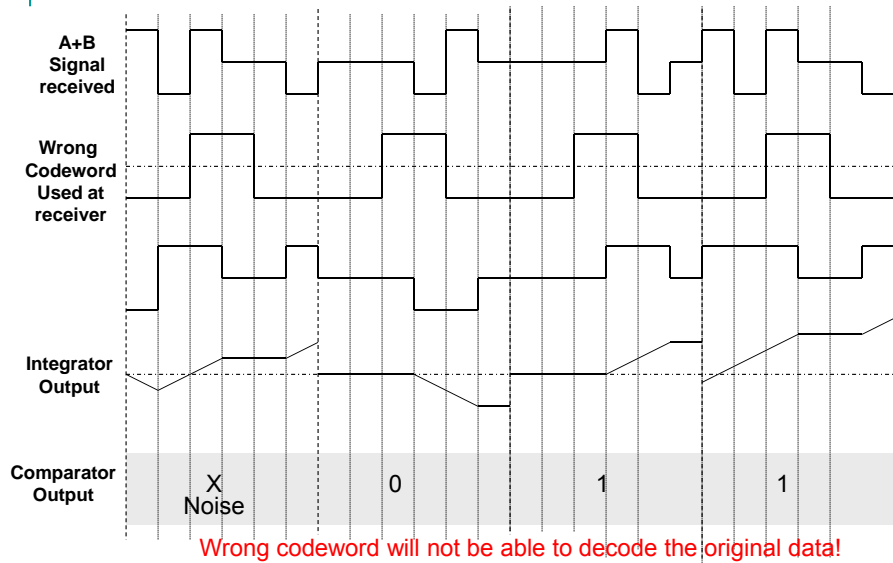 A+B
Signal
received
Wrong
Codeword
Used at
receiver
Integrator
Output
Comparator
Output
X
Noise
0
1
1
Wrong codeword will not be able to decode the original data!